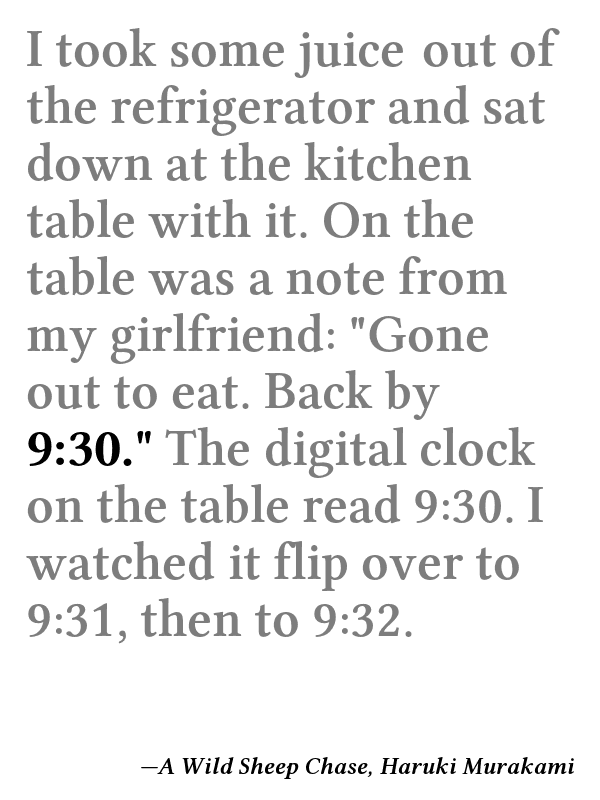 I took some juice out of
the refrigerator and sat
down at the kitchen
table with it. On the
table was a note from
my girlfriend: "Gone
out to eat. Back by
9:30." The digital clock
on the table read 9:30. I
watched it flip over to
9:31, then to 9:32.
—A Wild Sheep Chase, Haruki Murakami